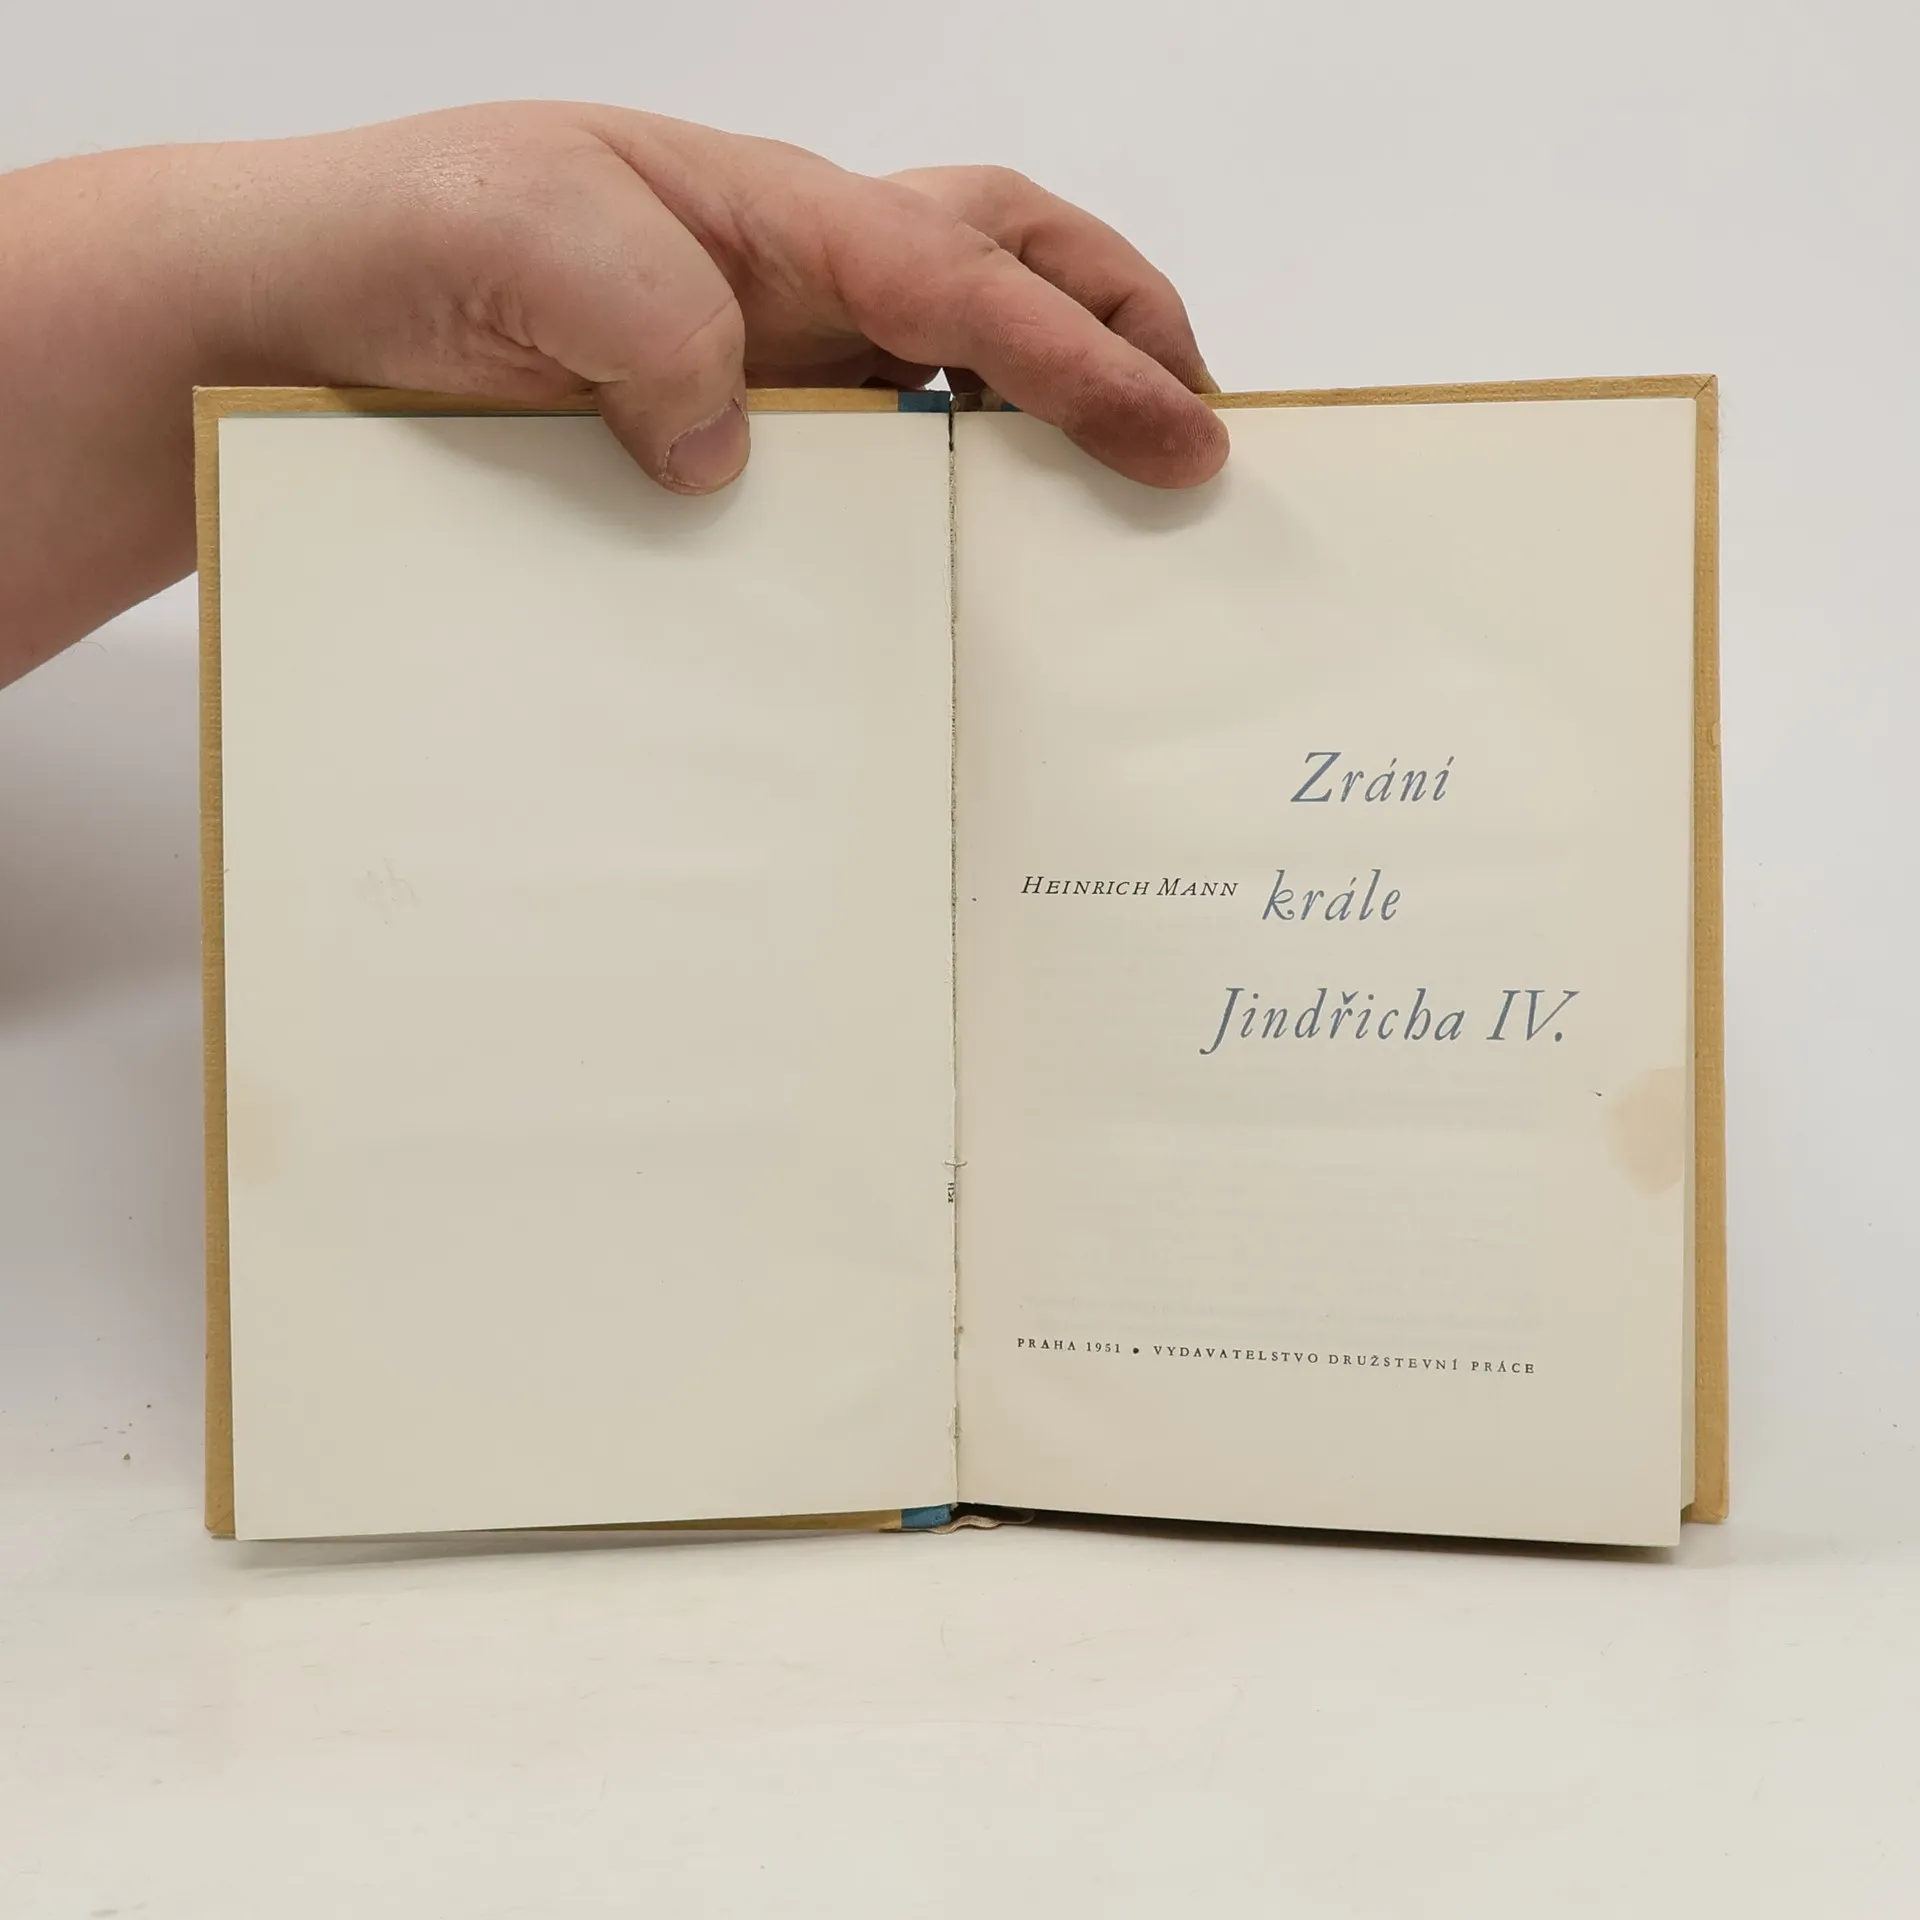 Zrání
HEINRICH MANN krále
Jindřicha IV.
PRAHA 1951 • VYDAVATELSTVO DRUŽSTEVNÍ PRÁCE